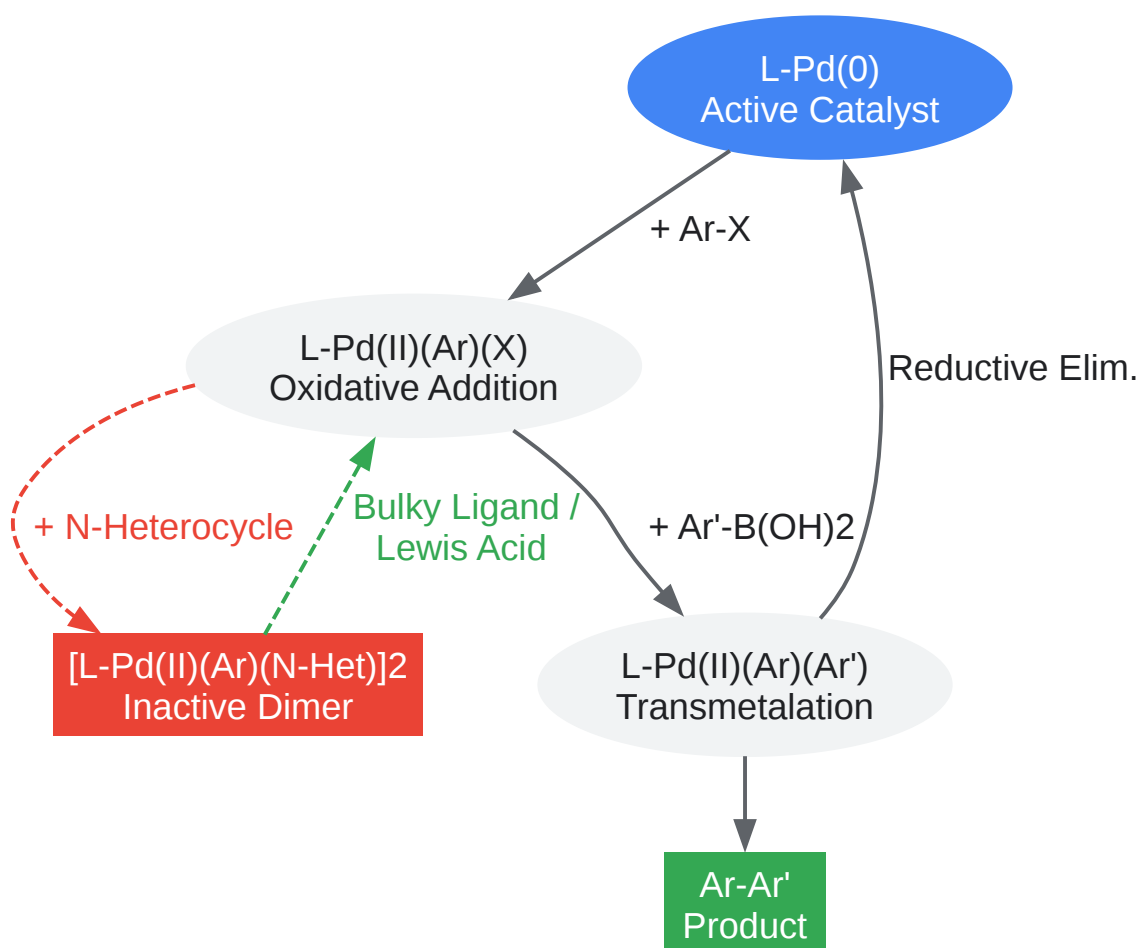 L-Pd(0)
Active Catalyst
+ Ar-X
L-Pd(II)(Ar)(X)
Oxidative Addition
Reductive Elim.
+ N-Heterocycle
Bulky Ligand /
Lewis Acid
+ Ar'-B(OH)2
[L-Pd(II)(Ar)(N-Het)]2
Inactive Dimer
L-Pd(II)(Ar)(Ar')
Transmetalation
Ar-Ar'
Product